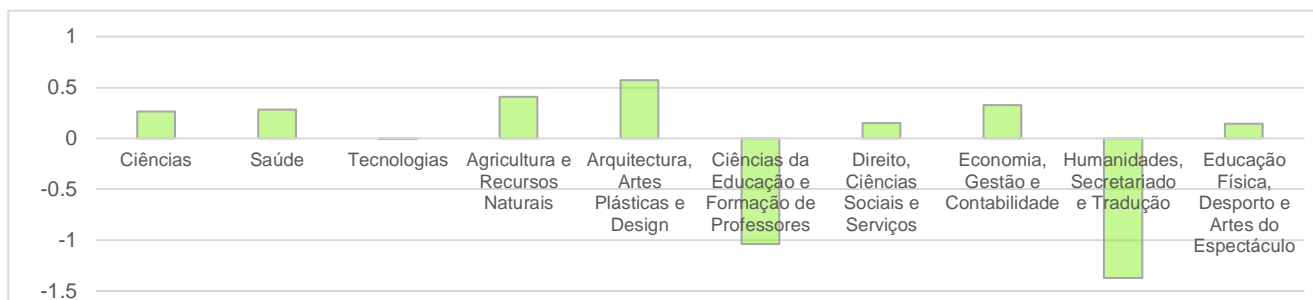 1
0.5
0
-0.5
-1
-1.5
Ciências
Saúde
Tecnologias
Agricultura e
Recursos
Naturais
Arquitectura,
Artes
Plásticas e
Design
Ciências da
Educação e
Formação de
Professores
Direito,
Ciências
Sociais e
Serviços
Economia,
Gestão e
Contabilidade
Humanidades,
Secretariado
e Tradução
Educação
Física,
Desporto e
Artes do
Espectáculo